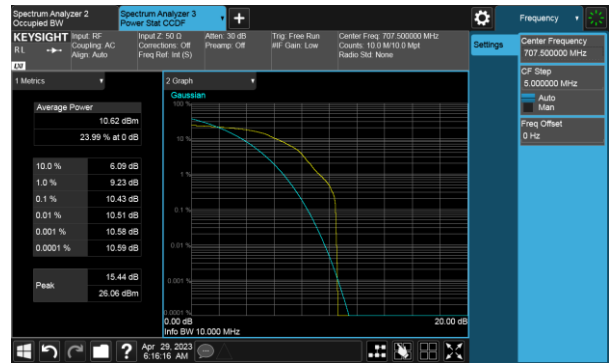 Spectrum Analyzer 2
Occupied BW
Spectrum Analyzer 3
Power Stat CCDF
Frequency
KEYSIGHT
RL
Input: RF
Coupling: AC
Align: Auto
Input Z: 50 Ω
Corrections: Off
Freq Ref: Int (S)
Atten: 30 dB
Preamp: Off
Trig: Free Run
#IF Gain: Low
Center Freq: 707.500000 MHz
Counts: 10.0 M/10.0 Mpt
Radio Std: None
Settings
Center Frequency
707.500000 MHz
CF Step
5.000000 MHz
Auto
Man
Freq Offset
0 Hz
1 Metrics
Average Power
10.62 dBm
23.99 % at 0 dB
10.0 % 6.09 dB
1.0 % 9.23 dB
0.1 % 10.43 dB
0.01 % 10.51 dB
0.001 % 10.58 dB
0.0001 % 10.59 dB
Peak
15.44 dB
26.06 dBm
2 Graph
Gaussian
100 %
10 %
1 %
0.1 %
0.01 %
0.001 %
0.0001 %
0.00 dB 20.00 dB
Info BW 10.000 MHz
?
Apr 29, 2023
6:16:16 AM